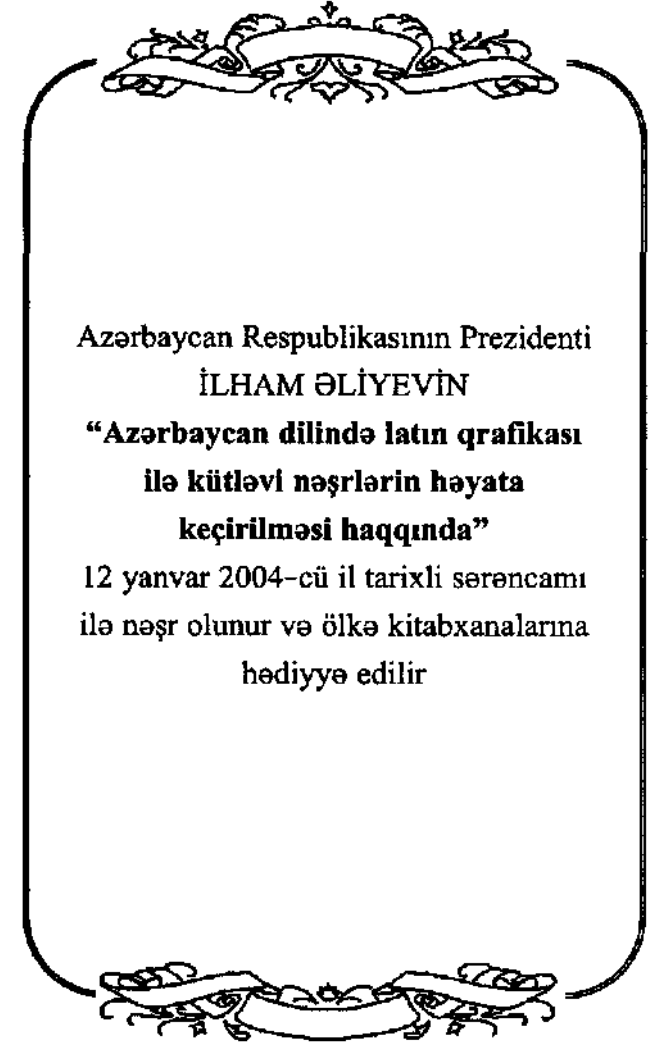 Azərbaycan Respublikasının Prezidenti
İLHAM ƏLİYEVİN
“Azərbaycan dilində latın qrafikası
ilə kütləvi nəşrlərin həyata
keçirilməsi haqqında”
12 yanvar 2004-cü il tarixli sərəncamı
ilə nəşr olunur və ölkə kitabxanalarına
hədiyyə edilir